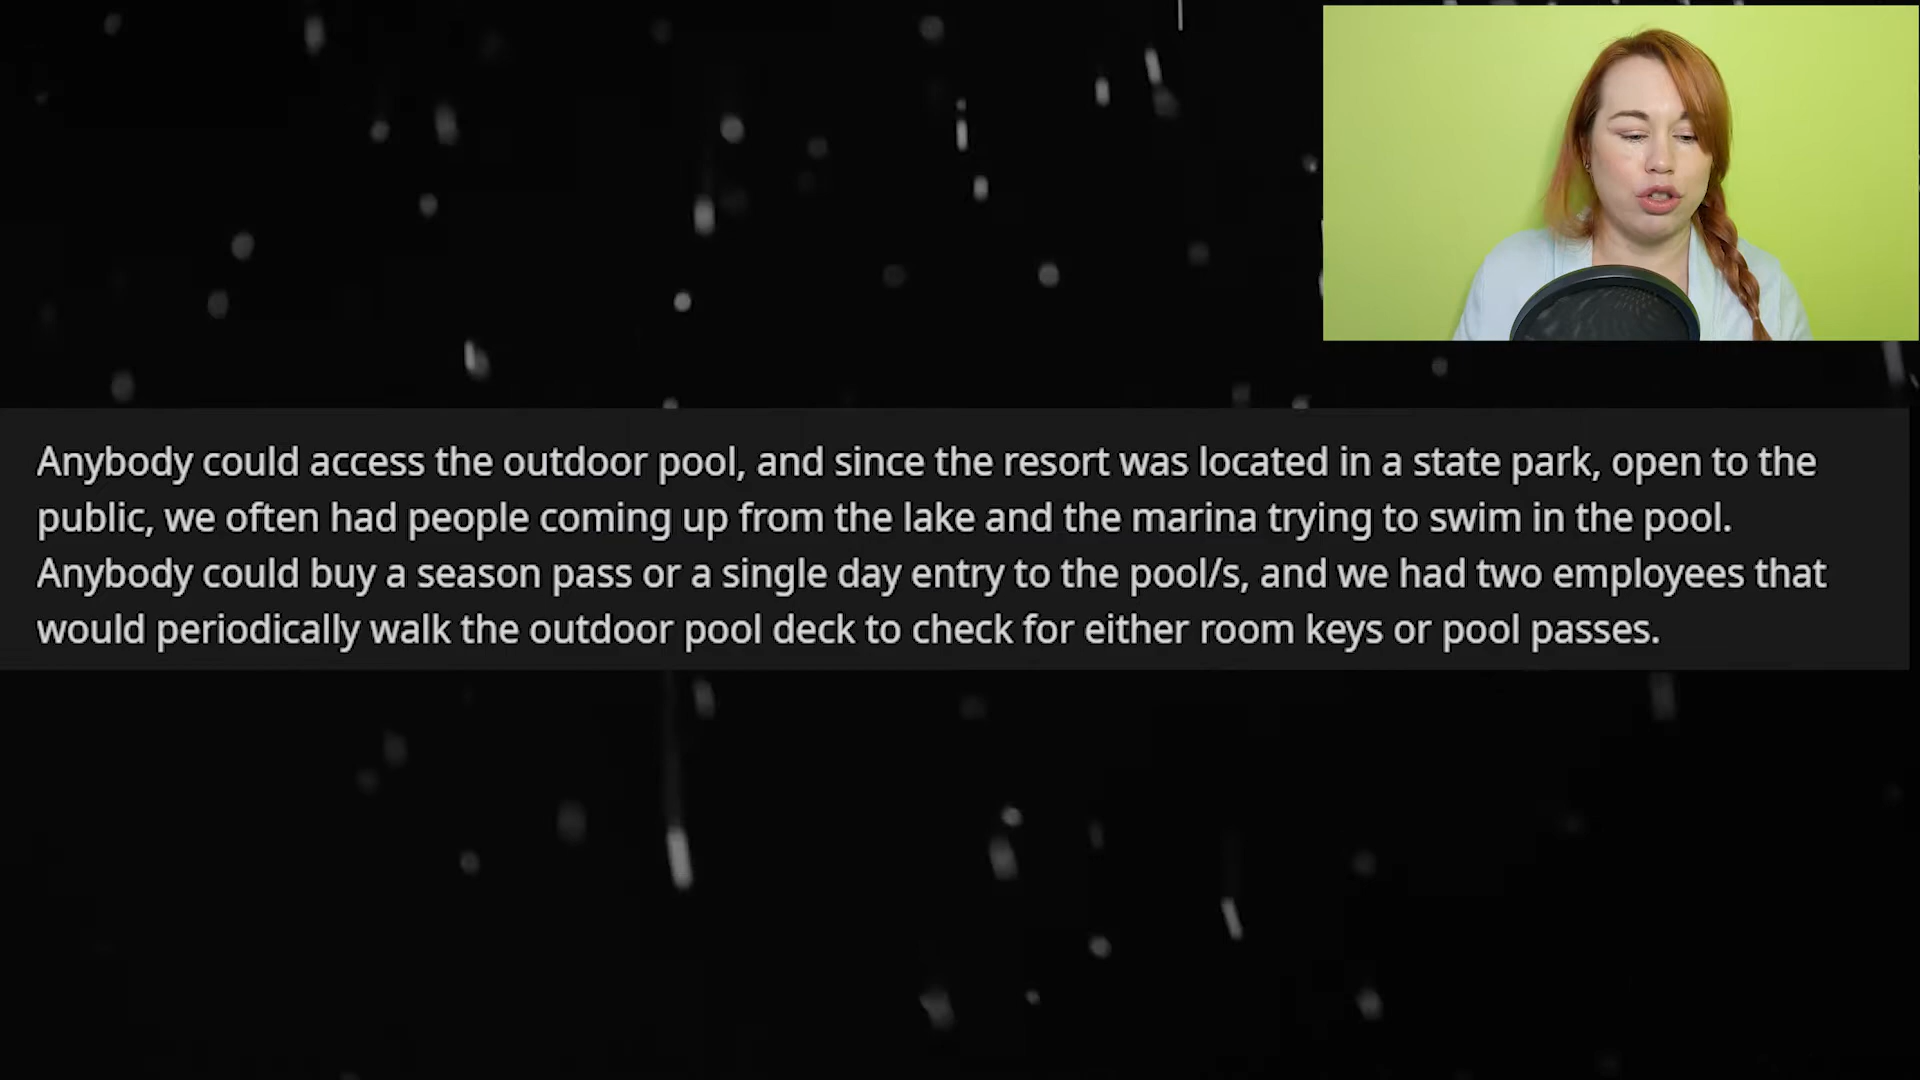 Anybody could access the outdoor pool, and since the resort was located in a state park, open to the
public, we often had people coming up from the lake and the marina trying to swim in the pool.
Anybody could buy a season pass or a single day entry to the pool/s, and we had two employees that
would periodically walk the outdoor pool deck to check for either room keys or pool passes.